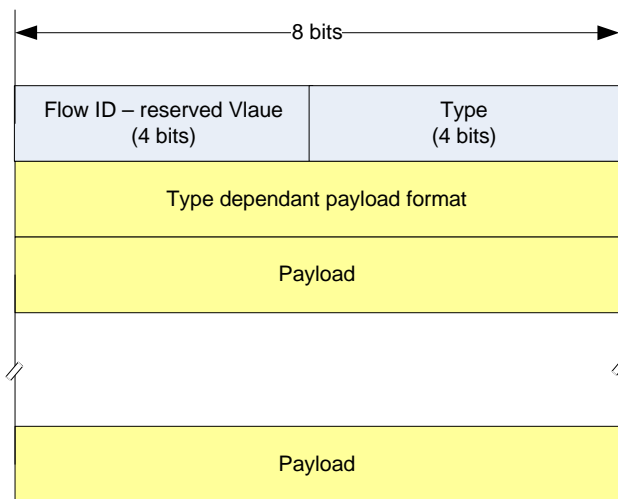 8 bits
Flow ID – reserved Vlaue
(4 bits)
Type
(4 bits)
Type dependant payload format
Payload
Payload